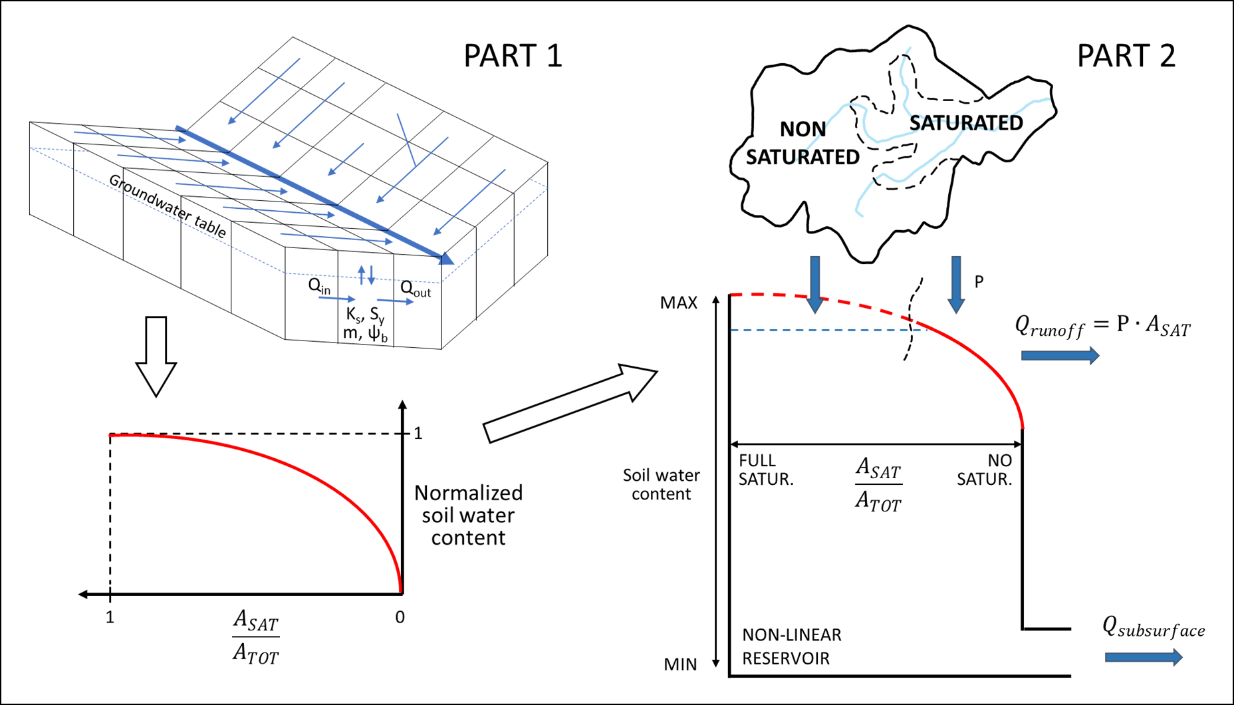 PART 1
Groundwater table
Q_in
Q_out
K_s, S_y
m, ψ_b
1
Normalized
soil water
content
1
0
A_SAT
A_TOT
PART 2
NON
SATURATED
SATURATED
P
MAX
Q_runoff = P · A_SAT
Soil water
content
FULL
SATUR.
A_SAT
A_TOT
NO
SATUR.
NON-LINEAR
RESERVOIR
MIN
Q_subsurface